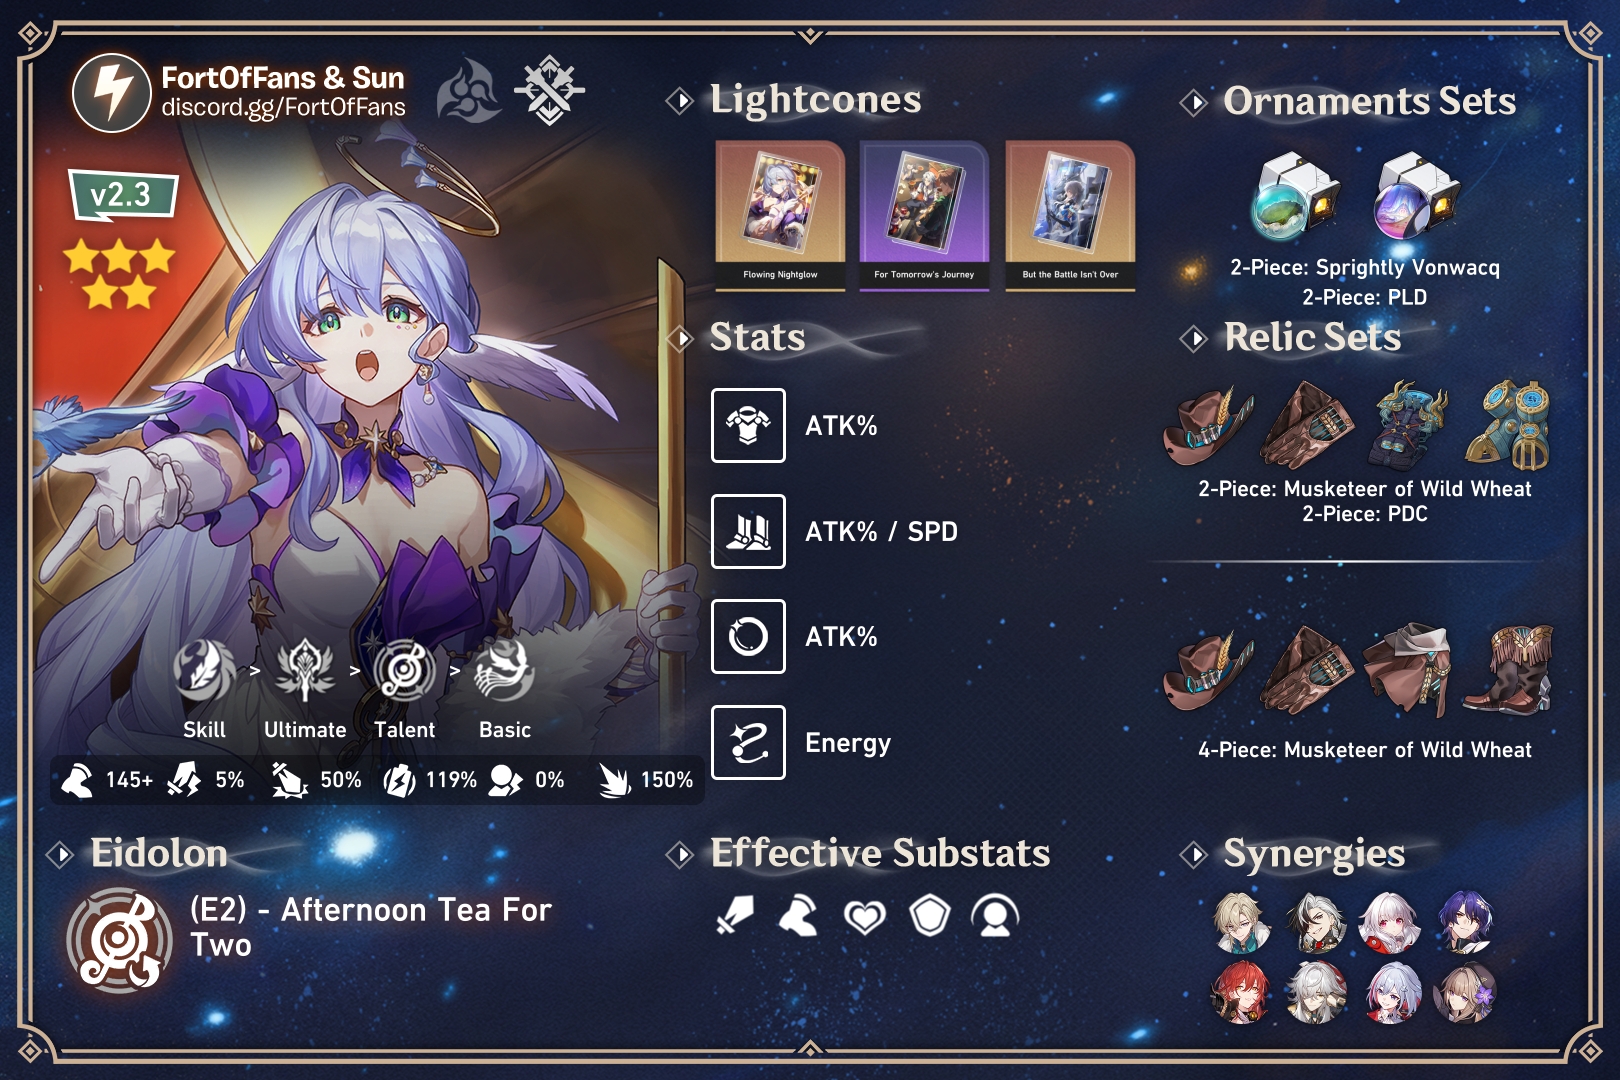 FortOfFans & Sun
discord.gg/FortOfFans
v2.3
Skill > Ultimate > Talent > Basic
145+ 5% 50% 119% 0% 150%
Eidolon
(E2) - Afternoon Tea For
Two
Lightcones
Flowing Nightglow
For Tomorrow's Journey
But the Battle Isn't Over
Stats
ATK%
ATK% / SPD
ATK%
Energy
Effective Substats
Ornaments Sets
2-Piece: Sprightly Vonwacq
2-Piece: PLD
Relic Sets
2-Piece: Musketeer of Wild Wheat
2-Piece: PDC
4-Piece: Musketeer of Wild Wheat
Synergies